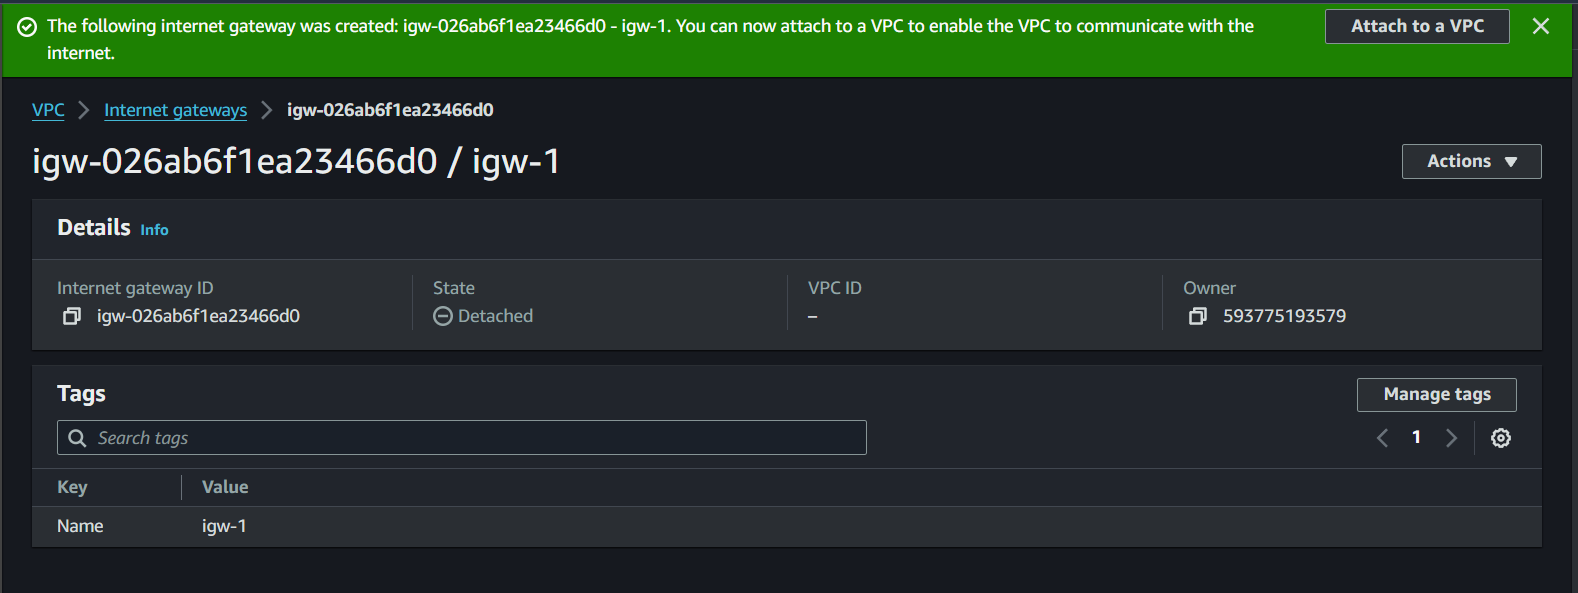 The following internet gateway was created: igw-026ab6f1ea23466d0 - igw-1. You can now attach to a VPC to enable the VPC to communicate with the
internet.
Attach to a VPC
VPC
Internet gateways
igw-026ab6f1ea23466d0
igw-026ab6f1ea23466d0 / igw-1
Actions
Details Info
Internet gateway ID
igw-026ab6f1ea23466d0
State
Detached
VPC ID
–
Owner
593775193579
Tags
Manage tags
Search tags
1
Key Value
Name igw-1